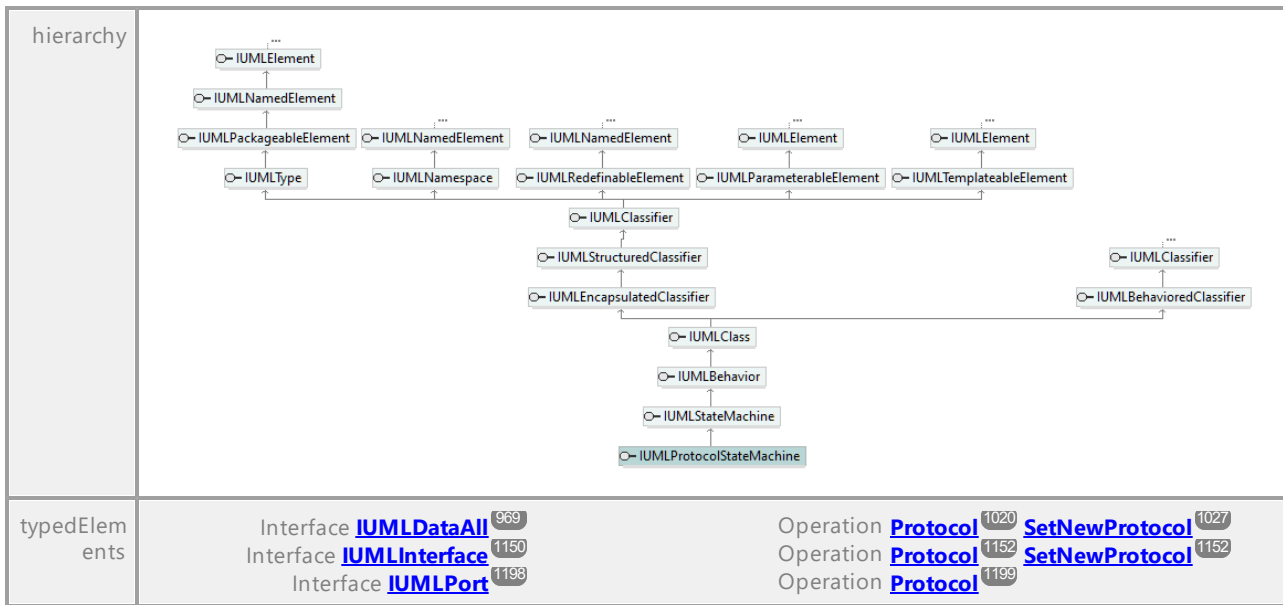 hierarchy
...
IUMLElement
IUMLNamedElement
... ... ... ...
IUMLPackageableElement IUMLNamedElement IUMLNamedElement IUMLElement IUMLElement
IUMLType IUMLNamespace IUMLRedefinableElement IUMLParameterableElement IUMLTemplateableElement
IUMLClassifier
...
IUMLStructuredClassifier IUMLClassifier
IUMLEncapsulatedClassifier IUMLBehavioredClassifier
IUMLClass
IUMLBehavior
IUMLStateMachine
IUMLProtocolStateMachine
typedElem
ents
Interface IUMLDataAll 969 Operation Protocol 1020 SetNewProtocol 1027
Interface IUMLInterface 1150 Operation Protocol 1152 SetNewProtocol 1152
Interface IUMLPort 1198 Operation Protocol 1199